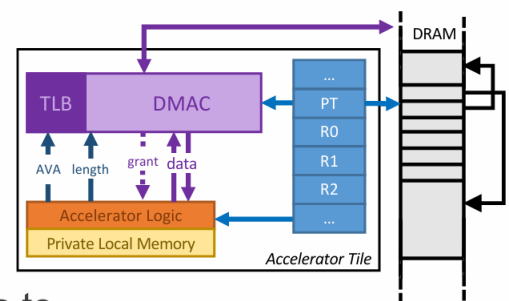 DRAM
TLB
DMAC
...
PT
R0
R1
R2
...
AVA
length
grant
data
Accelerator Logic
Private Local Memory
Accelerator Tile